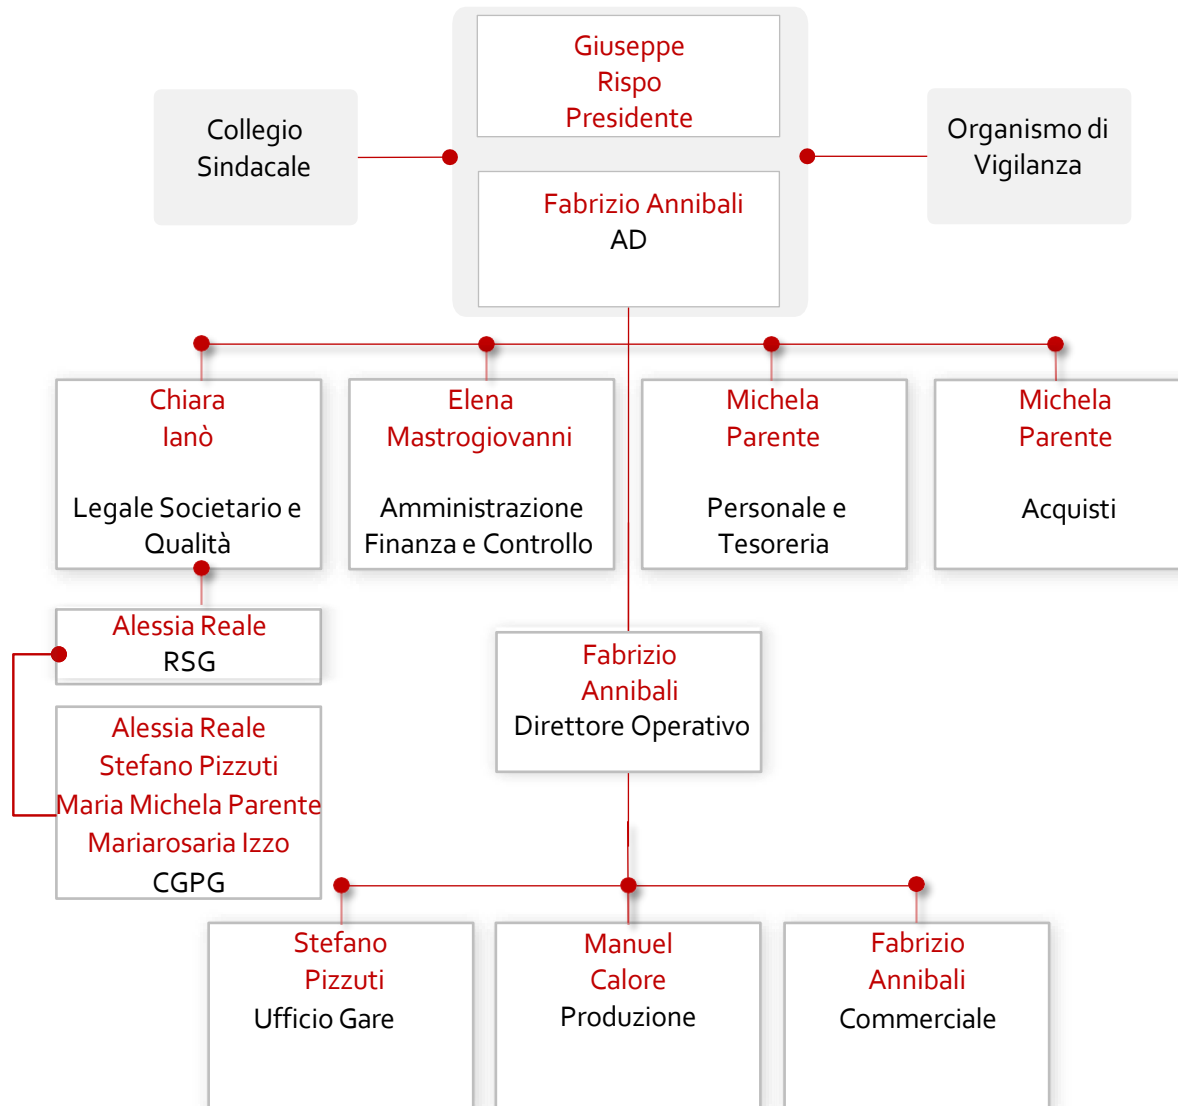 Giuseppe
Rispo
Presidente
Collegio
Sindacale
Organismo di
Vigilanza
Fabrizio Annibali
AD
Chiara
Ianò
Legale Societario e
Qualità
Elena
Mastrogiovanni
Amministrazione
Finanza e Controllo
Michela
Parente
Personale e
Tesoreria
Michela
Parente
Acquisti
Alessia Reale
RSG
Fabrizio
Annibali
Direttore Operativo
Alessia Reale
Stefano Pizzuti
Maria Michela Parente
Mariarosaria Izzo
CGPG
Stefano
Pizzuti
Ufficio Gare
Manuel
Calore
Produzione
Fabrizio
Annibali
Commerciale